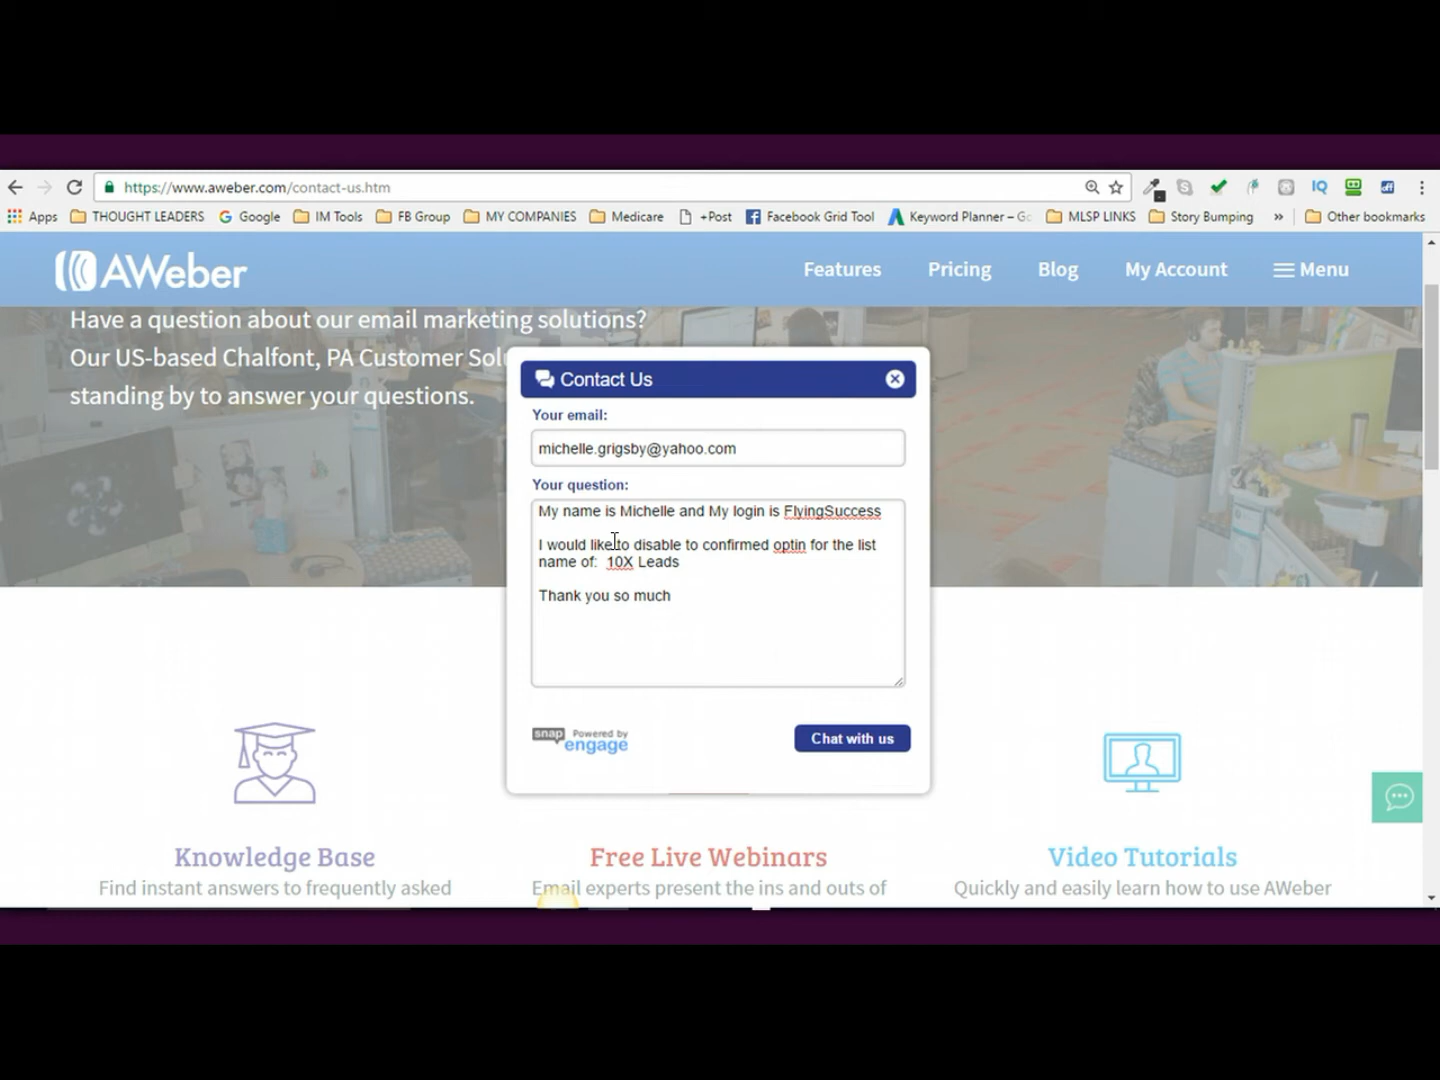 https://www.aweber.com/contact-us.htm
IQ
off
Apps THOUGHT LEADERS Google IM Tools FB Group MY COMPANIES Medicare +Post Facebook Grid Tool Keyword Planner – Go MLSP LINKS Story Bumping » Other bookmarks
AWeber
Features Pricing Blog My Account Menu
Have a question about our email marketing solutions?
Our US-based Chalfont, PA Customer Sol
standing by to answer your questions.
Contact Us
Your email:
michelle.grigsby@yahoo.com
Your question:
My name is Michelle and My login is FlyingSuccess
I would like to disable to confirmed optin for the list
name of: 10X Leads
Thank you so much
snap Powered by
engage
Chat with us
Knowledge Base
Find instant answers to frequently asked
Free Live Webinars
Email experts present the ins and outs of
Video Tutorials
Quickly and easily learn how to use AWeber